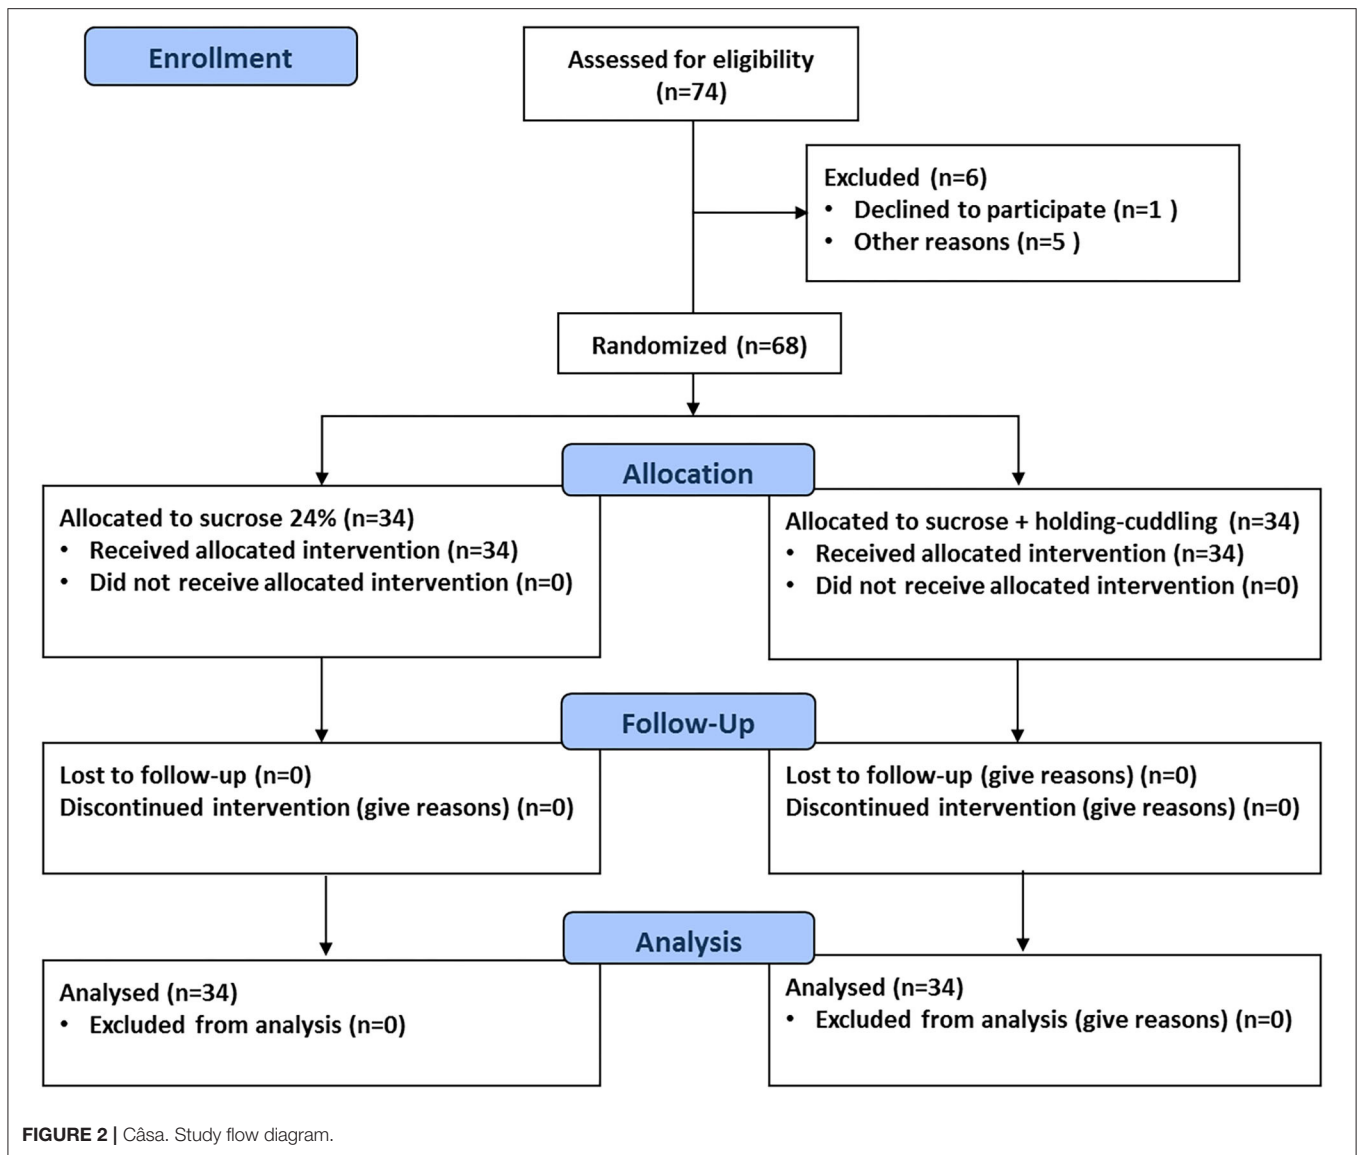 Enrollment
Assessed for eligibility
(n=74)
Excluded (n=6)
• Declined to participate (n=1 )
• Other reasons (n=5 )
Randomized (n=68)
Allocation
Allocated to sucrose 24% (n=34)
• Received allocated intervention (n=34)
• Did not receive allocated intervention (n=0)
Allocated to sucrose + holding-cuddling (n=34)
• Received allocated intervention (n=34)
• Did not receive allocated intervention (n=0)
Follow-Up
Lost to follow-up (n=0)
Discontinued intervention (give reasons) (n=0)
Lost to follow-up (give reasons) (n=0)
Discontinued intervention (give reasons) (n=0)
Analysis
Analysed (n=34)
• Excluded from analysis (n=0)
Analysed (n=34)
• Excluded from analysis (give reasons) (n=0)
FIGURE 2 | Câsa. Study flow diagram.